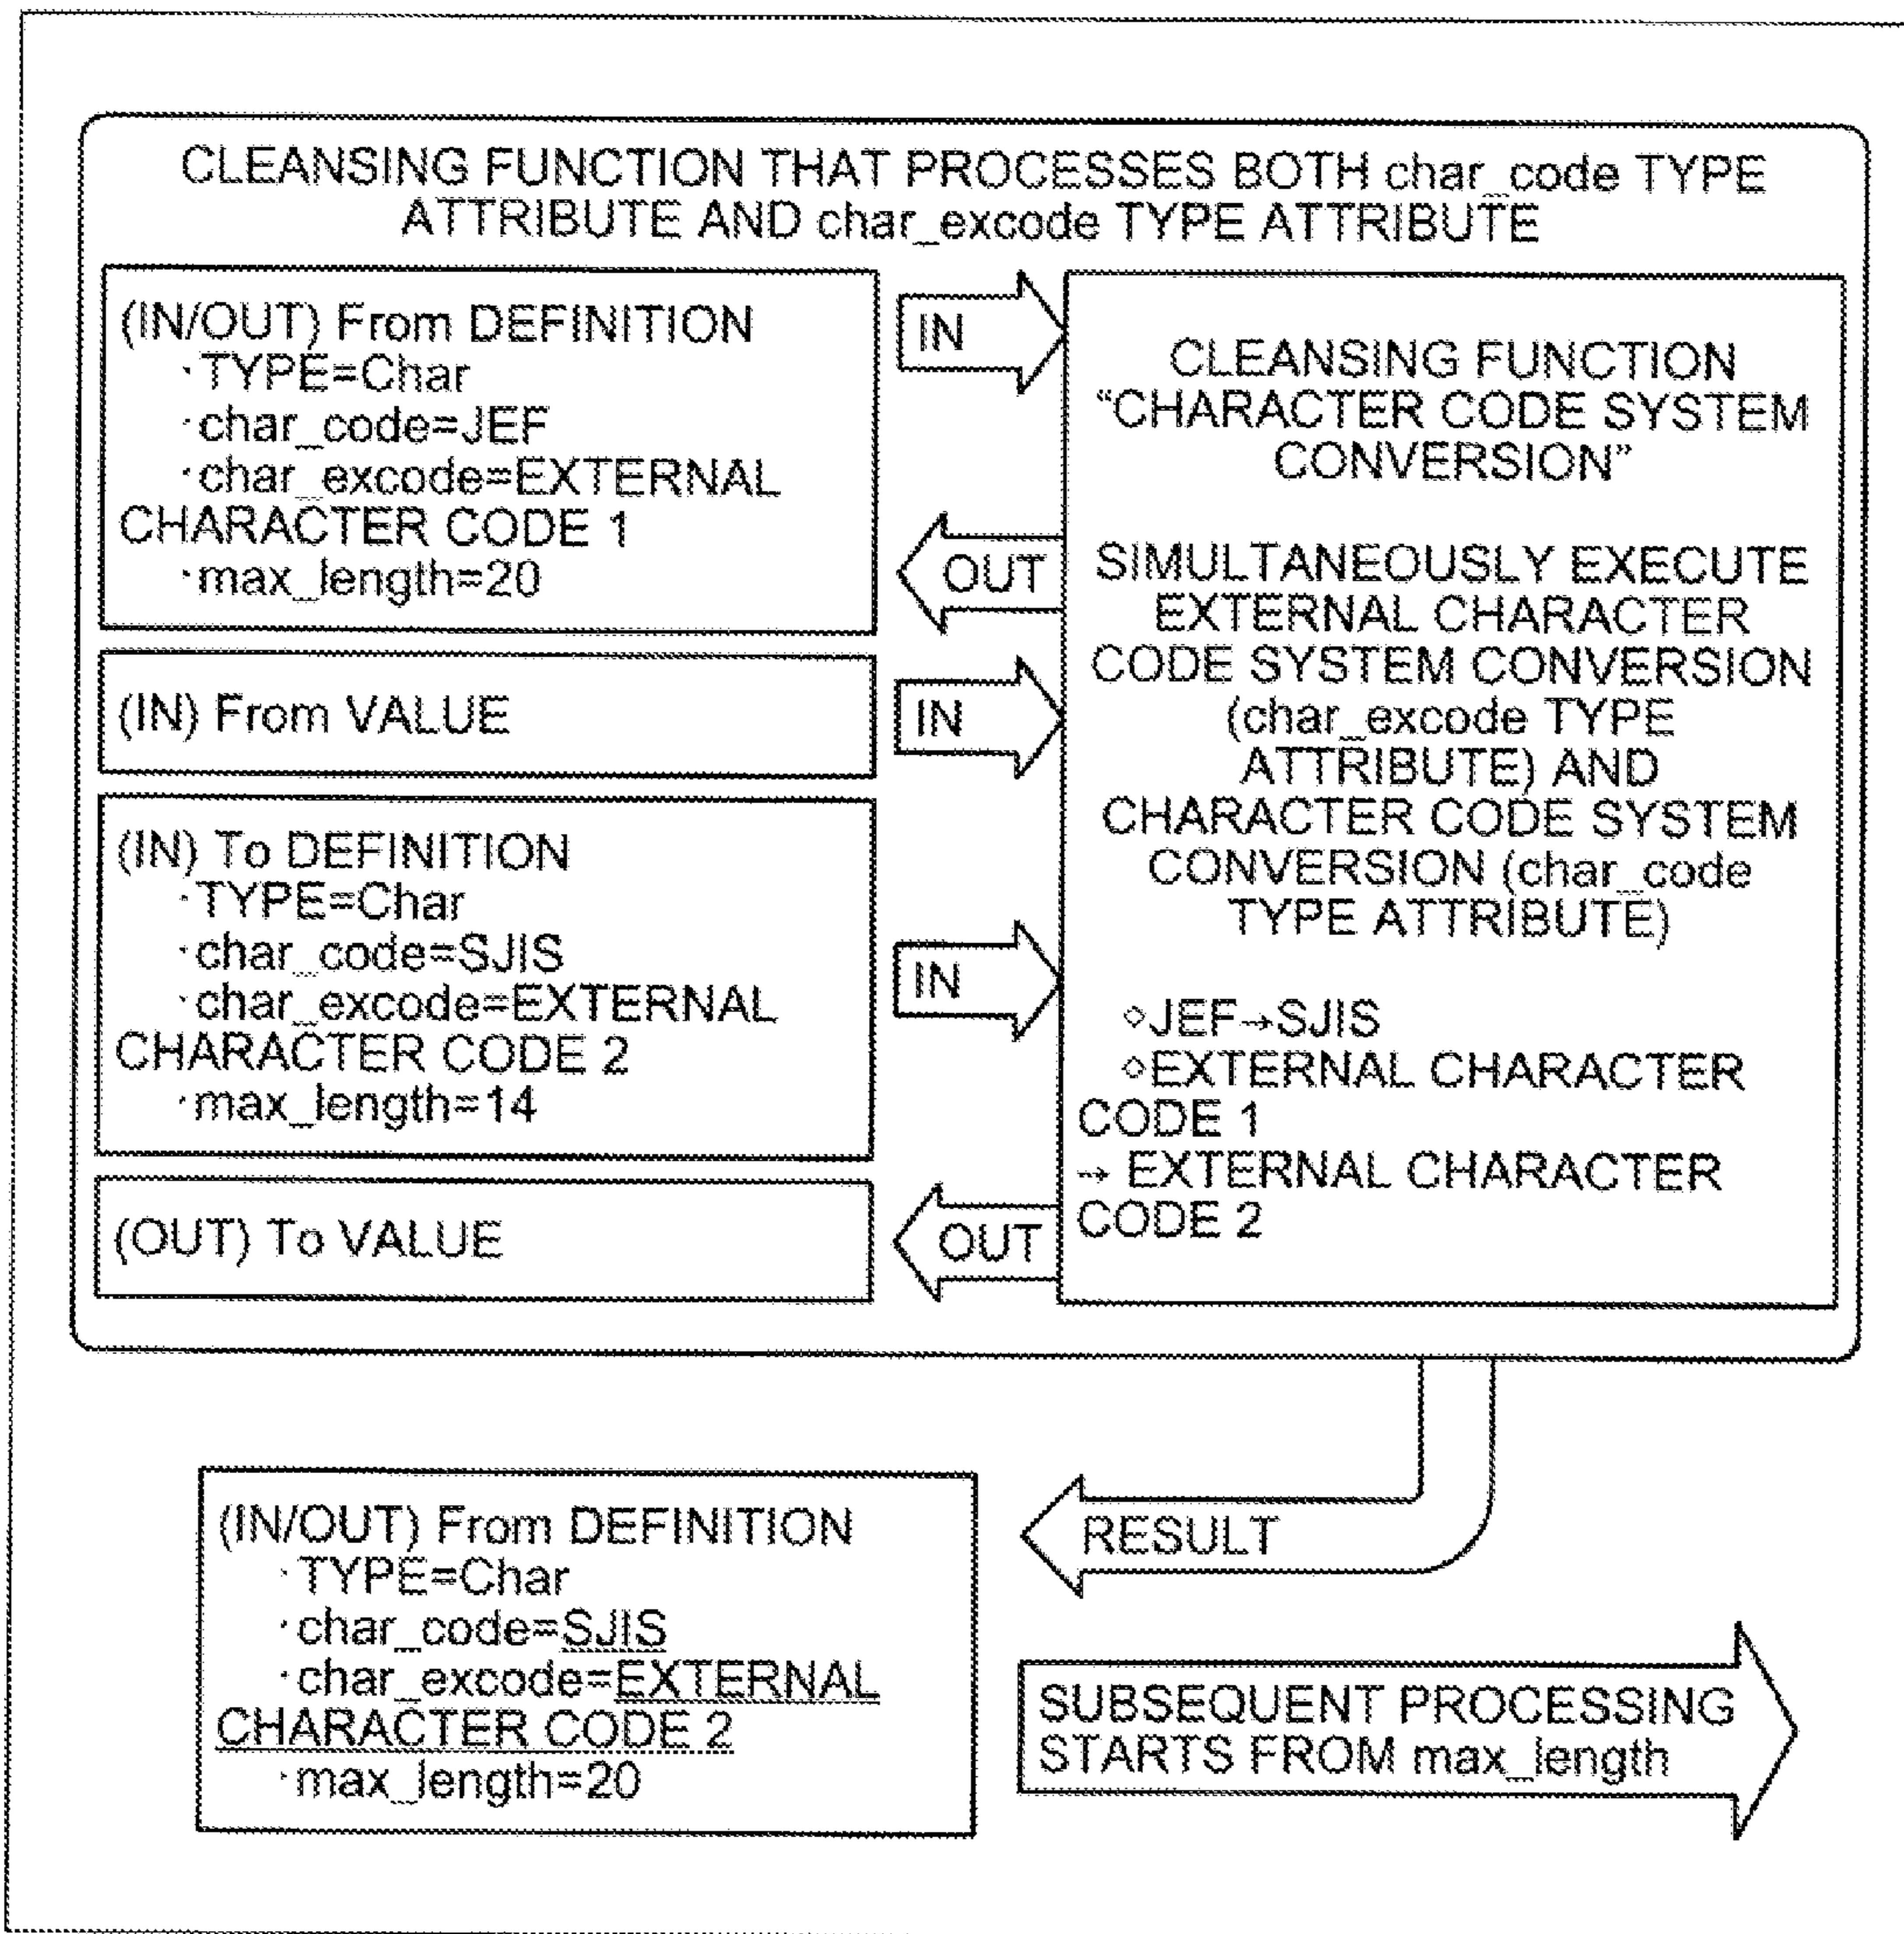 CLEANSING FUNCTION THAT PROCESSES BOTH char_code TYPE
ATTRIBUTE AND char_excode TYPE ATTRIBUTE
(IN/OUT) From DEFINITION
·TYPE=Char
·char_code=JEF
·char_excode=EXTERNAL
CHARACTER CODE 1
·max_length=20
IN
OUT
(IN) From VALUE
IN
(IN) To DEFINITION
·TYPE=Char
·char_code=SJIS
·char_excode=EXTERNAL
CHARACTER CODE 2
·max_length=14
IN
(OUT) To VALUE
OUT
CLEANSING FUNCTION
“CHARACTER CODE SYSTEM
CONVERSION”
SIMULTANEOUSLY EXECUTE
EXTERNAL CHARACTER
CODE SYSTEM CONVERSION
(char_excode TYPE
ATTRIBUTE) AND
CHARACTER CODE SYSTEM
CONVERSION (char_code
TYPE ATTRIBUTE)
◇JEF→SJIS
◇EXTERNAL CHARACTER
CODE 1
→ EXTERNAL CHARACTER
CODE 2
RESULT
(IN/OUT) From DEFINITION
·TYPE=Char
·char_code=SJIS
·char_excode=EXTERNAL
CHARACTER CODE 2
·max_length=20
SUBSEQUENT PROCESSING
STARTS FROM max_length